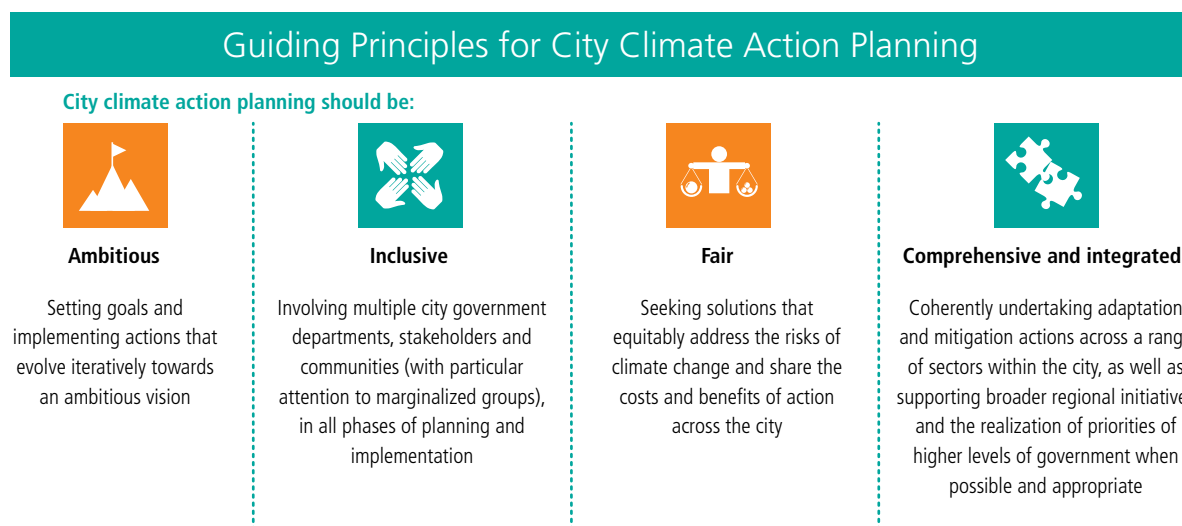 Guiding Principles for City Climate Action Planning
City climate action planning should be:
Ambitious
Setting goals and
implementing actions that
evolve iteratively towards
an ambitious vision
Inclusive
Involving multiple city government
departments, stakeholders and
communities (with particular
attention to marginalized groups),
in all phases of planning and
implementation
Fair
Seeking solutions that
equitably address the risks of
climate change and share the
costs and benefits of action
across the city
Comprehensive and integrated
Coherently undertaking adaptation
and mitigation actions across a rang
of sectors within the city, as well as
supporting broader regional initiative
and the realization of priorities of
higher levels of government when
possible and appropriate